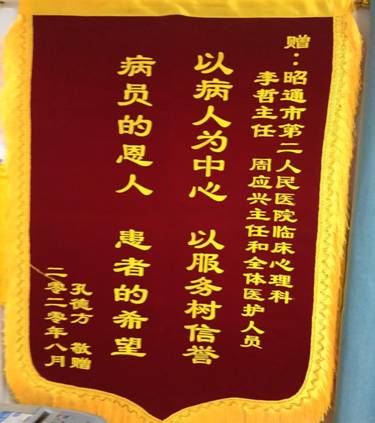 赠：昭通市第二人民医院临床心理科
李哲主任 周应兴主任和全体医护人员
以病人为中心 以服务树信誉
病员的恩人 患者的希望
孔德方 敬赠
二零二零年八月